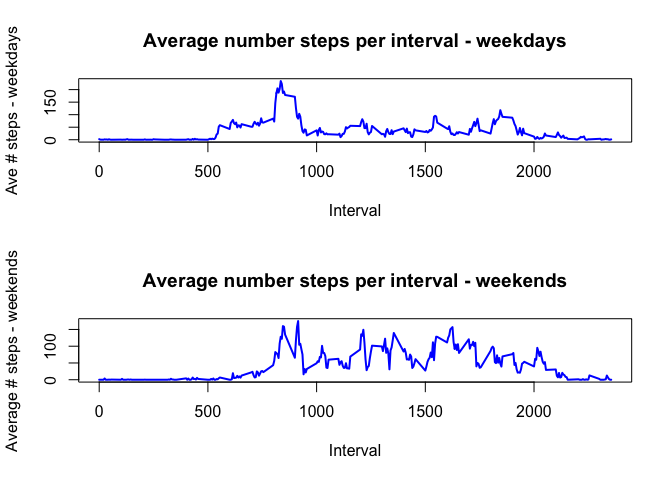 Average number steps per interval - weekdays
Ave # steps - weekdays
150
0
0 500 1000 1500 2000
Interval
Average number steps per interval - weekends
Average # steps - weekends
100
0
0 500 1000 1500 2000
Interval